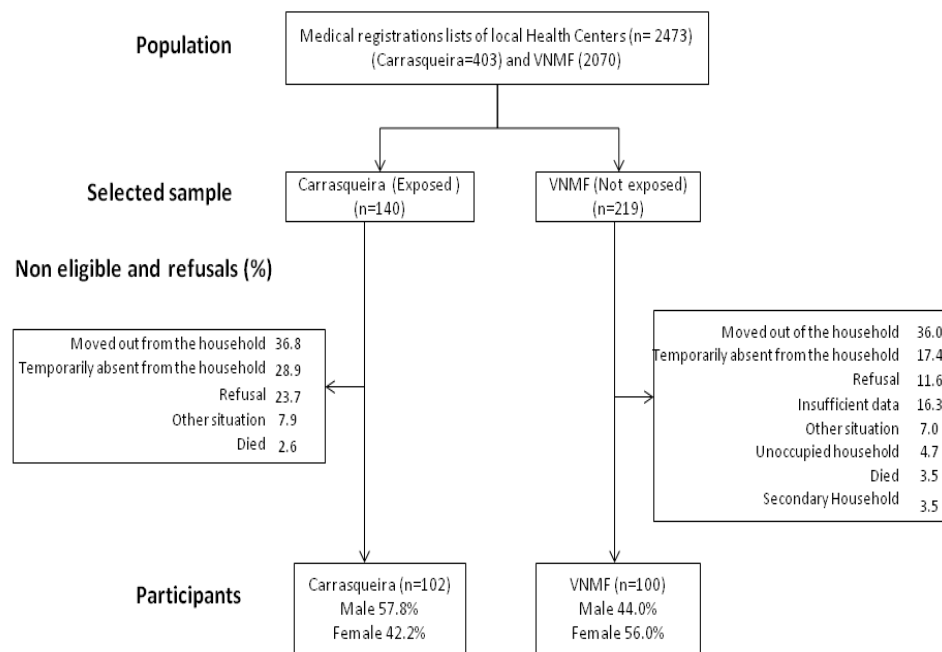 Population
Medical registrations lists of local Health Centers (n= 2473)
(Carrasqueira=403) and VNMF (2070)
Selected sample
Carrasqueira (Exposed )
(n=140)
VNMF (Not exposed)
(n=219)
Non eligible and refusals (%)
Moved out from the household 36.8
Temporarily absent from the household 28.9
Refusal 23.7
Other situation 7.9
Died 2.6
Moved out of the household 36.0
Temporarily absent from the household 17.4
Refusal 11.6
Insufficient data 16.3
Other situation 7.0
Unoccupied household 4.7
Died 3.5
Secondary Household 3.5
Participants
Carrasqueira (n=102)
Male 57.8%
Female 42.2%
VNMF (n=100)
Male 44.0%
Female 56.0%